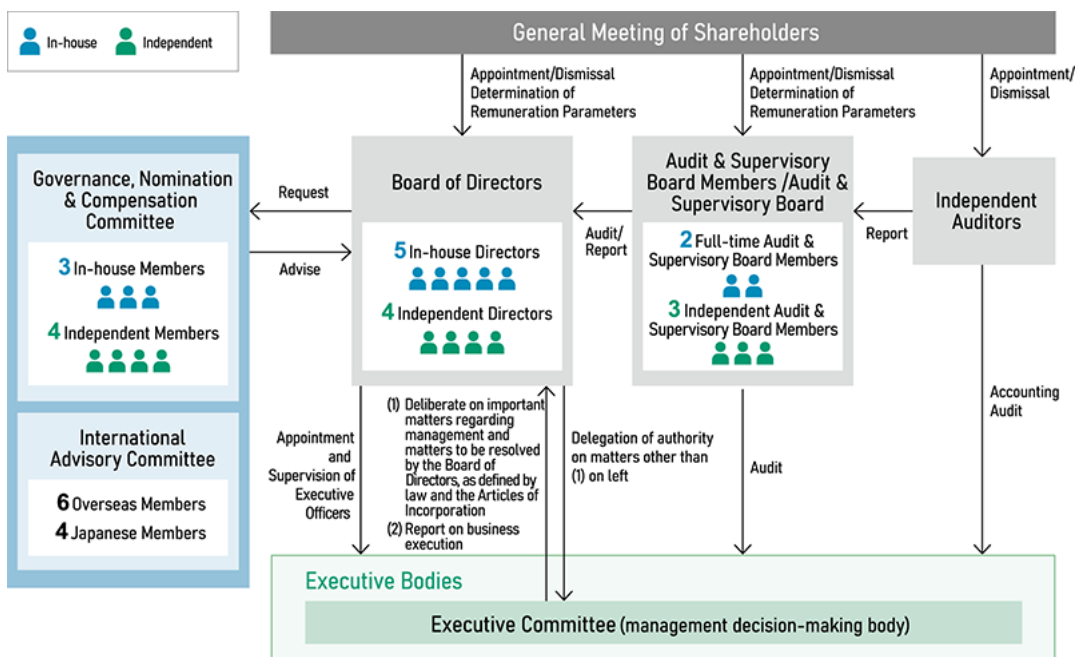 In-house
Independent
General Meeting of Shareholders
Appointment/Dismissal
Determination of
Remuneration Parameters
Appointment/Dismissal
Determination of
Remuneration Parameters
Appointment/
Dismissal
Governance, Nomination
& Compensation
Committee
3 In-house Members
4 Independent Members
International
Advisory Committee
6 Overseas Members
4 Japanese Members
Request
Advise
Board of Directors
5 In-house Directors
4 Independent Directors
Audit/
Report
Audit & Supervisory
Board Members /Audit &
Supervisory Board
2 Full-time Audit &
Supervisory Board Members
3 Independent Audit &
Supervisory Board Members
Report
Independent
Auditors
Appointment
and
Supervision of
Executive
Officers
(1) Deliberate on important
matters regarding
management and
matters to be resolved
by the Board of
Directors, as defined by
law and the Articles of
Incorporation
(2) Report on business
execution
Delegation of authority
on matters other than
(1) on left
Audit
Accounting
Audit
Executive Bodies
Executive Committee (management decision-making body)